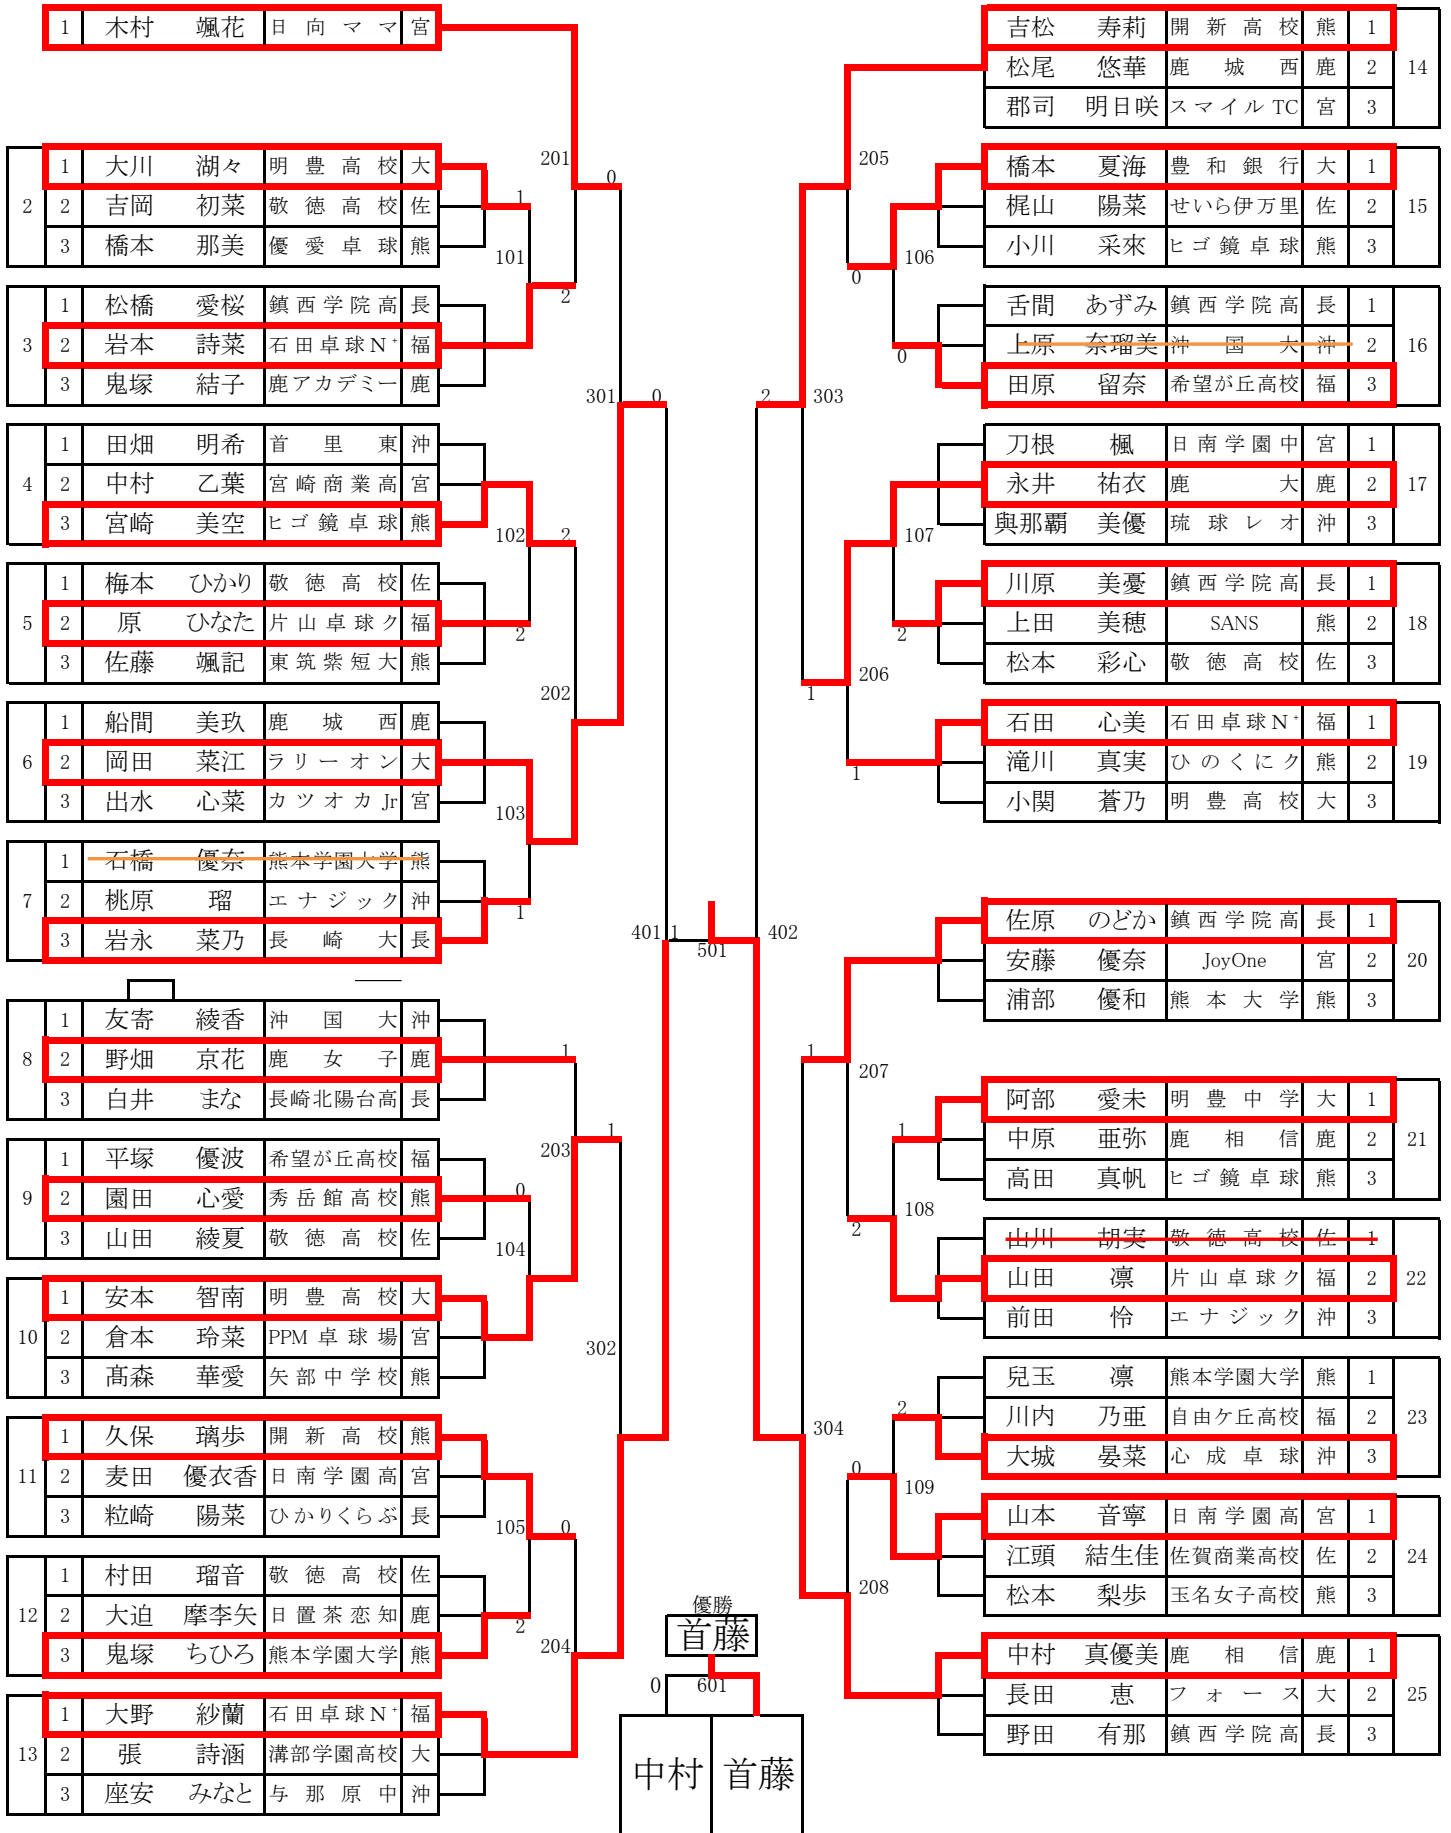 1 木村 颯花 日向ママ 宮
2
1 大川 湖々 明豊高校 大
2 吉岡 初菜 敬徳高校 佐
3 橋本 那美 優愛卓球 熊
3
1 松橋 愛桜 鎮西学院高 長
2 岩本 詩菜 石田卓球N+ 福
3 鬼塚 結子 鹿アカデミー 鹿
4
1 田畑 明希 首里東 沖
2 中村 乙葉 宮崎商業高 宮
3 宮崎 美空 ヒゴ鏡卓球 熊
5
1 梅本 ひかり 敬徳高校 佐
2 原 ひなた 片山卓球ク 福
3 佐藤 颯記 東筑紫短大 熊
6
1 船間 美玖 鹿城西 鹿
2 岡田 菜江 ラリーオン 大
3 出水 心菜 カツオカJr 宮
7
1 石橋 優奈 熊本学園大学 熊
2 桃原 瑠 エナジック 沖
3 岩永 菜乃 長崎大 長
8
1 友寄 綾香 沖国大 沖
2 野畑 京花 鹿女子 鹿
3 白井 まな 長崎北陽台高 長
9
1 平塚 優波 希望が丘高校 福
2 園田 心愛 秀岳館高校 熊
3 山田 綾夏 敬徳高校 佐
10
1 安本 智南 明豊高校 大
2 倉本 玲菜 PPM卓球場 宮
3 髙森 華愛 矢部中学校 熊
11
1 久保 璃歩 開新高校 熊
2 麦田 優衣香 日南学園高 宮
3 粒崎 陽菜 ひかりくらぶ 長
12
1 村田 瑠音 敬徳高校 佐
2 大迫 摩李矢 日置茶恋知 鹿
3 鬼塚 ちひろ 熊本学園大学 熊
13
1 大野 紗蘭 石田卓球N+ 福
2 張 詩涵 溝部学園高校 大
3 座安 みなと 与那原中 沖
201
0
1
101
2
301
0
102
2
2
202
103
1
401
1
501
402
1
203
1
0
104
302
105
0
2
204
優勝
首藤
0
601
中村
首藤
205
0
106
0
2
303
107
2
206
1
1
1
207
1
108
2
304
2
0
109
208
吉松 寿莉 開新高校 熊 1
松尾 悠華 鹿城西 鹿 2
郡司 明日咲 スマイルTC 宮 3
14
橋本 夏海 豊和銀行 大 1
梶山 陽菜 せいら伊万里 佐 2
小川 采來 ヒゴ鏡卓球 熊 3
15
舌間 あずみ 鎮西学院高 長 1
上原 奈瑠美 沖国大 沖 2
田原 留奈 希望が丘高校 福 3
16
刀根 楓 日南学園中 宮 1
永井 祐衣 鹿大 鹿 2
與那覇 美優 琉球レオ 沖 3
17
川原 美憂 鎮西学院高 長 1
上田 美穂 SANS 熊 2
松本 彩心 敬徳高校 佐 3
18
石田 心美 石田卓球N+ 福 1
滝川 真実 ひのくにク 熊 2
小関 蒼乃 明豊高校 大 3
19
佐原 のどか 鎮西学院高 長 1
安藤 優奈 JoyOne 宮 2
浦部 優和 熊本大学 熊 3
20
阿部 愛未 明豊中学 大 1
中原 亜弥 鹿相信 鹿 2
高田 真帆 ヒゴ鏡卓球 熊 3
21
山川 胡実 敬徳高校 佐 1
山田 凛 片山卓球ク 福 2
前田 怜 エナジック 沖 3
22
兒玉 凛 熊本学園大学 熊 1
川内 乃亜 自由ケ丘高校 福 2
大城 晏菜 心成卓球 沖 3
23
山本 音寧 日南学園高 宮 1
江頭 結生佳 佐賀商業高校 佐 2
松本 梨歩 玉名女子高校 熊 3
24
中村 真優美 鹿相信 鹿 1
長田 恵 フォース 大 2
野田 有那 鎮西学院高 長 3
25